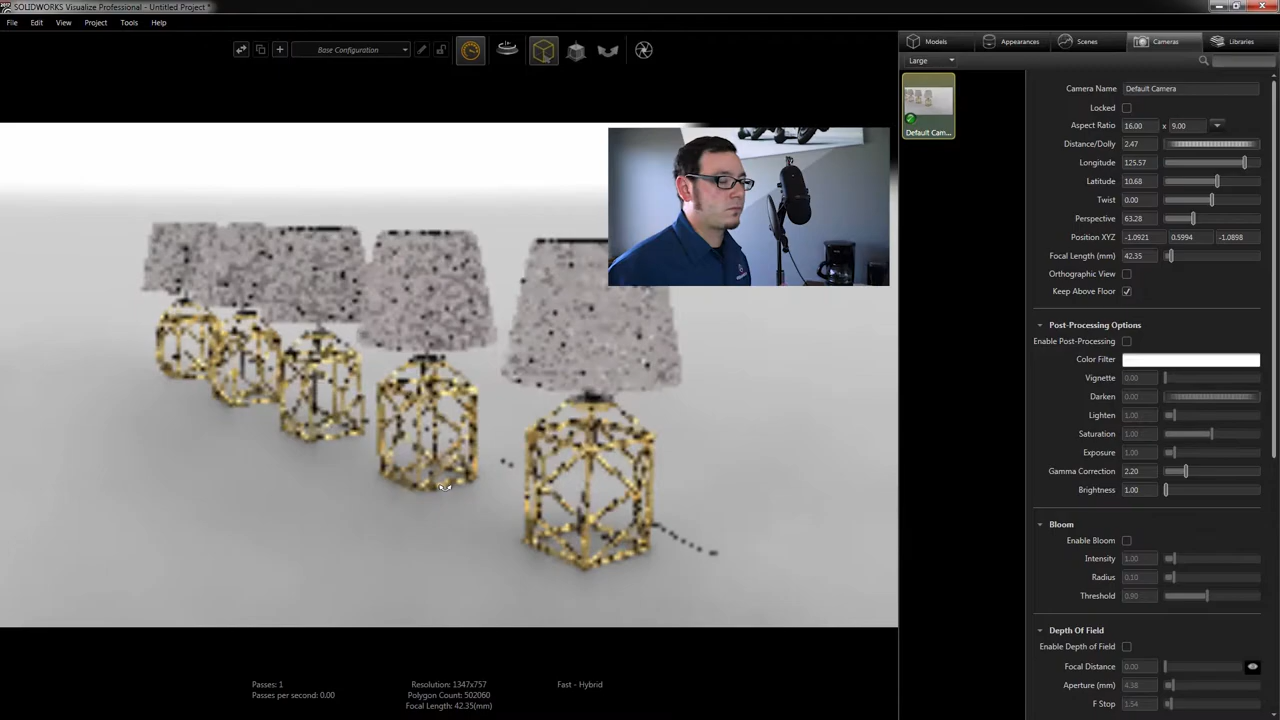 2017 SOLIDWORKS Visualize Professional - Untitled Project *
File Edit View Project Tools Help
Base Configuration
Models Appearances Scenes Cameras Libraries
Large
Default Cam...
Camera Name Default Camera
Locked
Aspect Ratio 16.00 x 9.00
Distance/Dolly 2.47
Longitude 125.57
Latitude 10.68
Twist 0.00
Perspective 63.28
Position XYZ -1.0921 0.5994 -1.0898
Focal Length (mm) 42.35
Orthographic View
Keep Above Floor
Post-Processing Options
Enable Post-Processing
Color Filter
Vignette 0.00
Darken 0.00
Lighten 1.00
Saturation 1.00
Exposure 1.00
Gamma Correction 2.20
Brightness 1.00
Bloom
Enable Bloom
Intensity 1.00
Radius 0.10
Threshold 0.80
Depth Of Field
Enable Depth of Field
Focal Distance 0.00
Aperture (mm) 4.38
F Stop 1.54
Passes: 1
Passes per second: 0.00
Resolution: 1347x757
Polygon Count: 502060
Focal Length: 42.35(mm)
Fast - Hybrid